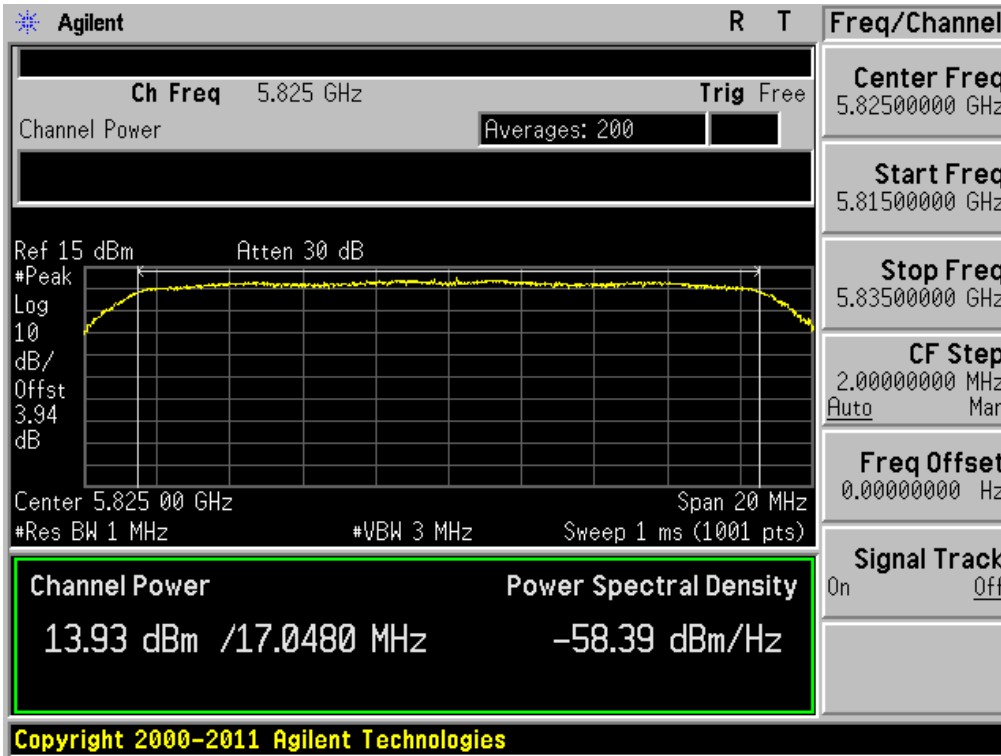 Agilent R T
Ch Freq 5.825 GHz Trig Free
Channel Power Averages: 200
Ref 15 dBm Atten 30 dB
#Peak
Log
10
dB/
Offst
3.94
dB
Center 5.825 00 GHz Span 20 MHz
#Res BW 1 MHz #VBW 3 MHz Sweep 1 ms (1001 pts)
Channel Power Power Spectral Density
13.93 dBm /17.0480 MHz -58.39 dBm/Hz
Copyright 2000-2011 Agilent Technologies
Freq/Channel
Center Freq
5.82500000 GHz
Start Freq
5.81500000 GHz
Stop Freq
5.83500000 GHz
CF Step
2.00000000 MHz
Auto Man
Freq Offset
0.00000000 Hz
Signal Track
On Off